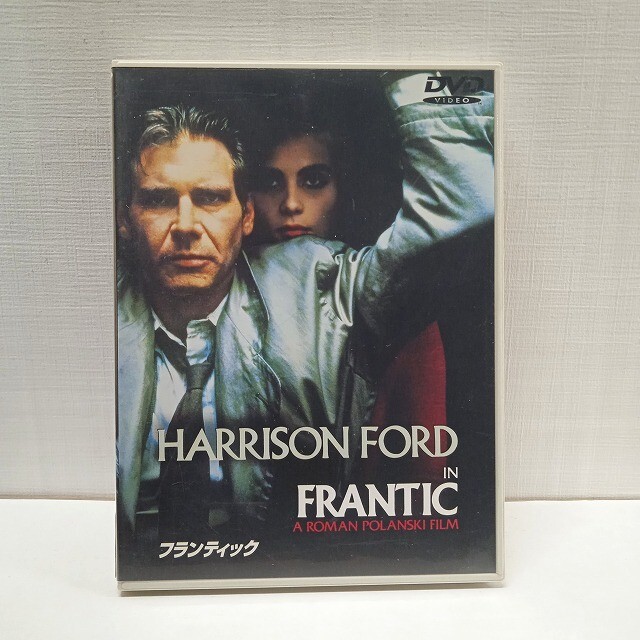 DVD
VIDEO
HARRISON FORD
IN
FRANTIC
A ROMAN POLANSKI FILM
フランティック